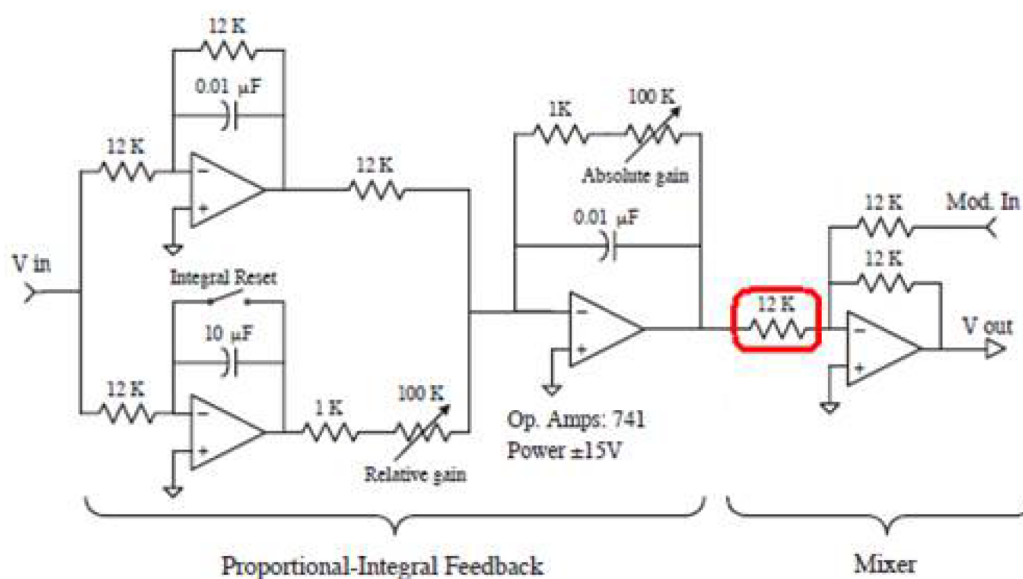 12 K
0.01 µF
12 K
12 K
1K
100 K
Absolute gain
0.01 µF
12 K
Mod. In
12 K
V in
Integral Reset
10 µF
12 K
1 K
100 K
Relative gain
12 K
V out
Op. Amps: 741
Power ±15V
Proportional-Integral Feedback
Mixer